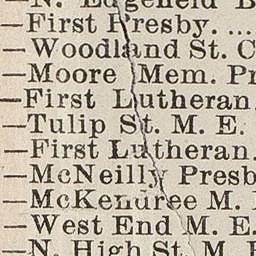 —N. Edgefield B
—First Presby. ...
—Woodland St. C
—Moore Mem. Pr
—First Lutheran.
—Tulip St. M. E.
—First Lutheran.
—McNeilly Presb
—McKendree M. 
—West End M. E.
—N. High St. M. E